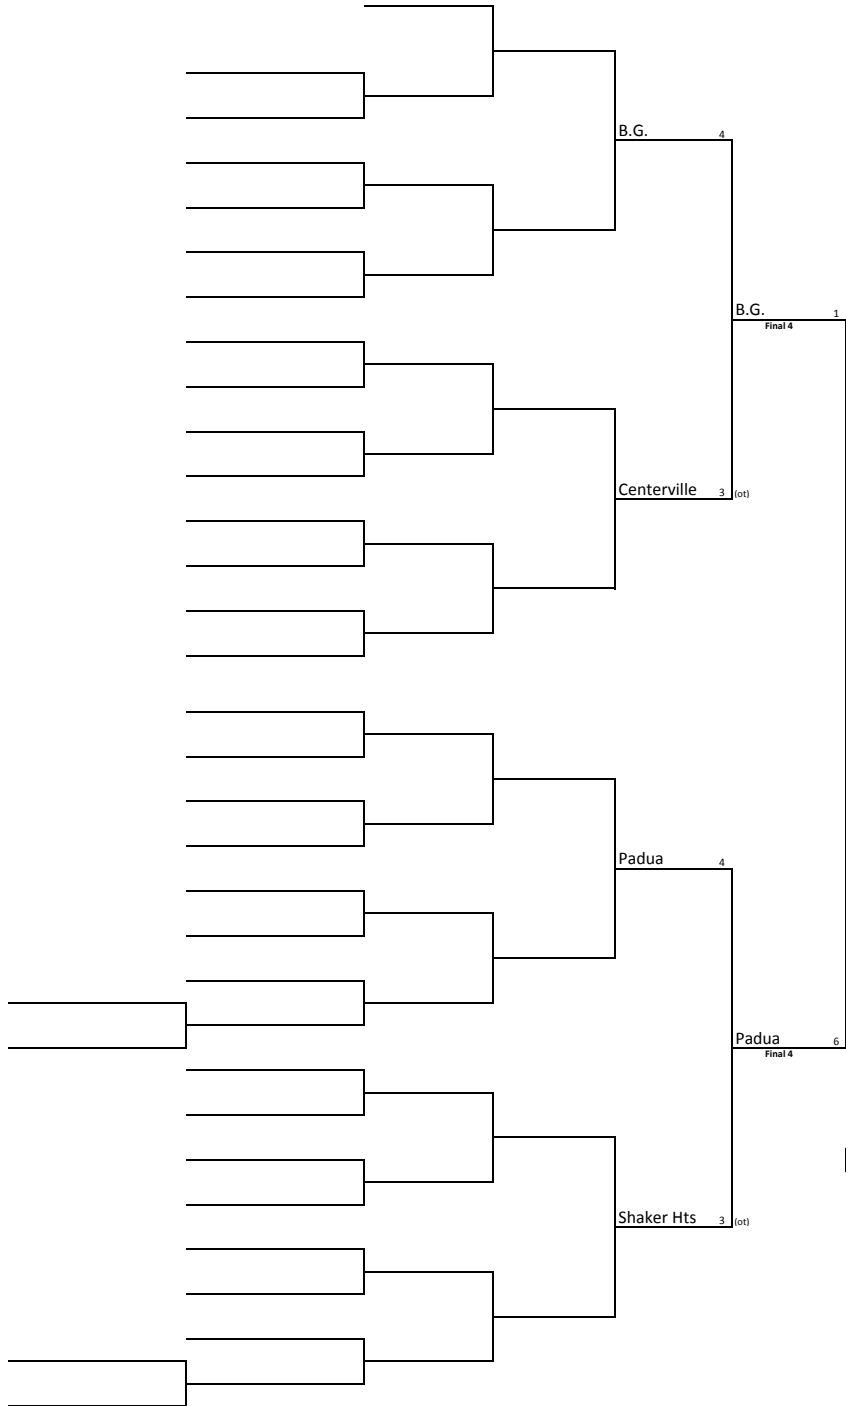 B.G. 4
B.G. 1
Final 4
Centerville 3 (ot)
Padua 4
Padua 6
Final 4
Shaker Hts 3 (ot)